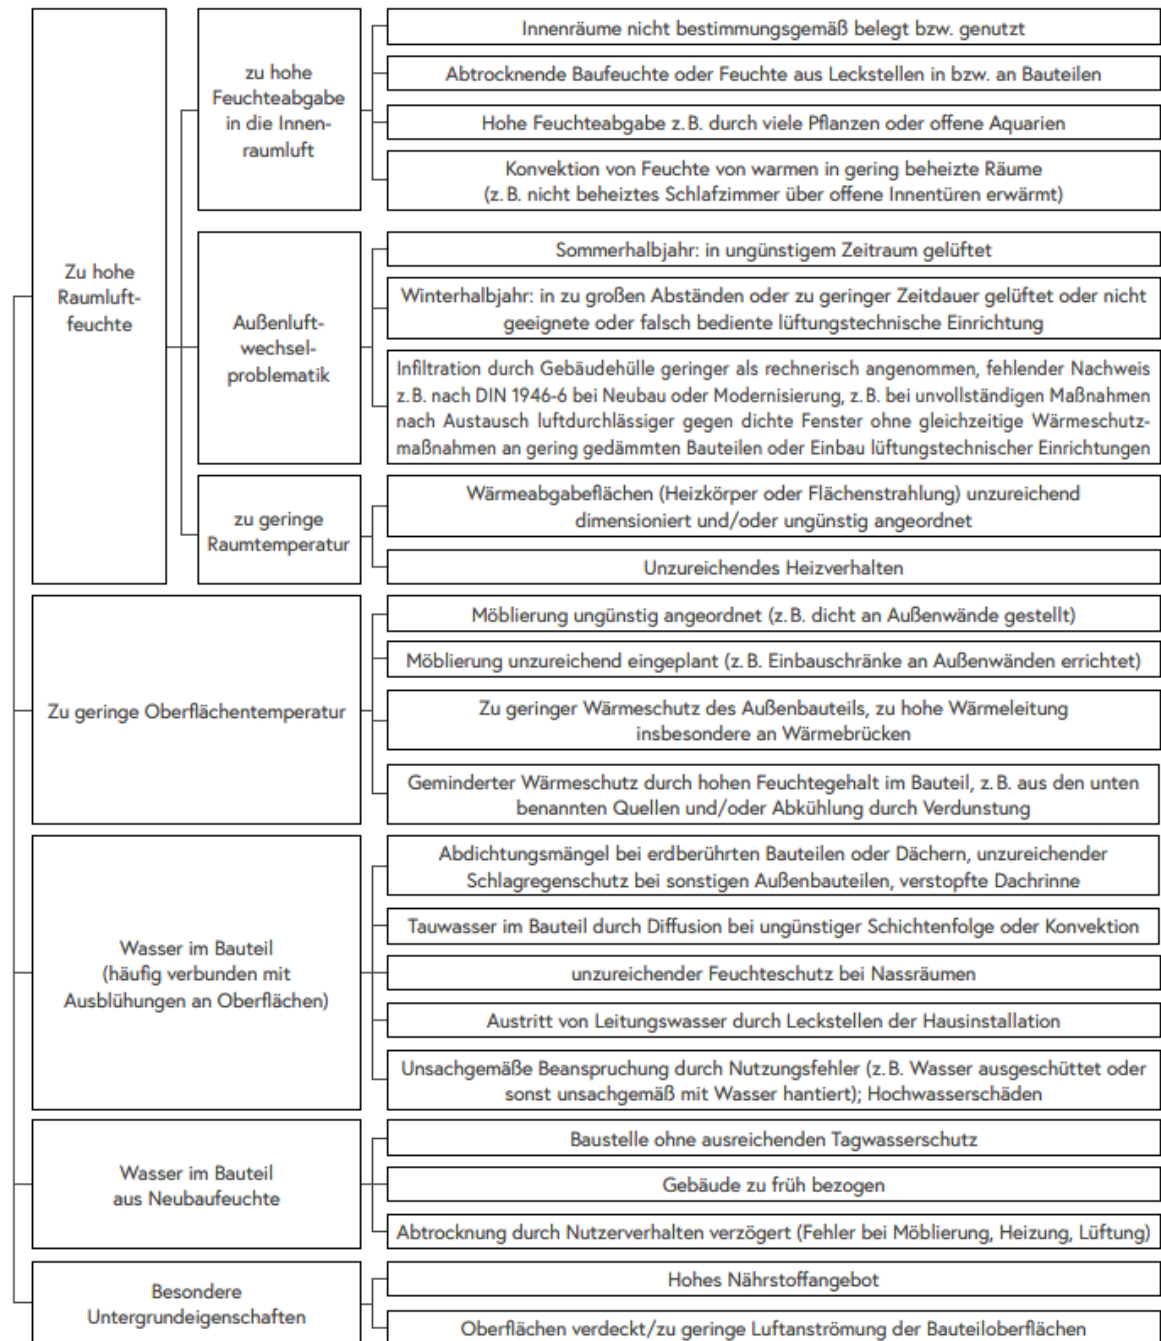 Zu hohe
Raumluft-
feuchte
zu hohe
Feuchteabgabe
in die Innen-
raumluft
Innenräume nicht bestimmungsgemäß belegt bzw. genutzt
Abtrocknende Baufeuchte oder Feuchte aus Leckstellen in bzw. an Bauteilen
Hohe Feuchteabgabe z. B. durch viele Pflanzen oder offene Aquarien
Konvektion von Feuchte von warmen in gering beheizte Räume
(z. B. nicht beheiztes Schlafzimmer über offene Innentüren erwärmt)
Außenluft-
wechsel-
problematik
Sommerhalbjahr: in ungünstigem Zeitraum gelüftet
Winterhalbjahr: in zu großen Abständen oder zu geringer Zeitdauer gelüftet oder nicht
geeignete oder falsch bediente lüftungstechnische Einrichtung
Infiltration durch Gebäudehülle geringer als rechnerisch angenommen, fehlender Nachweis
z. B. nach DIN 1946-6 bei Neubau oder Modernisierung, z. B. bei unvollständigen Maßnahmen
nach Austausch luftdurchlässiger gegen dichte Fenster ohne gleichzeitige Wärmeschutz-
maßnahmen an gering gedämmten Bauteilen oder Einbau lüftungstechnischer Einrichtungen
zu geringe
Raumtemperatur
Wärmeabgabeflächen (Heizkörper oder Flächenstrahlung) unzureichend
dimensioniert und/oder ungünstig angeordnet
Unzureichendes Heizverhalten
Zu geringe Oberflächentemperatur
Möblierung ungünstig angeordnet (z. B. dicht an Außenwände gestellt)
Möblierung unzureichend eingeplant (z. B. Einbauschränke an Außenwänden errichtet)
Zu geringer Wärmeschutz des Außenbauteils, zu hohe Wärmeleitung
insbesondere an Wärmebrücken
Geminderter Wärmeschutz durch hohen Feuchtegehalt im Bauteil, z. B. aus den unten
benannten Quellen und/oder Abkühlung durch Verdunstung
Wasser im Bauteil
(häufig verbunden mit
Ausblühungen an Oberflächen)
Abdichtungsmängel bei erdberührten Bauteilen oder Dächern, unzureichender
Schlagregenschutz bei sonstigen Außenbauteilen, verstopfte Dachrinne
Tauwasser im Bauteil durch Diffusion bei ungünstiger Schichtenfolge oder Konvektion
unzureichender Feuchteschutz bei Nassräumen
Austritt von Leitungswasser durch Leckstellen der Hausinstallation
Unsachgemäße Beanspruchung durch Nutzungsfehler (z. B. Wasser ausgeschüttet oder
sonst unsachgemäß mit Wasser hantiert); Hochwasserschäden
Wasser im Bauteil
aus Neubaufeuchte
Baustelle ohne ausreichenden Tagwasserschutz
Gebäude zu früh bezogen
Abtrocknung durch Nutzerverhalten verzögert (Fehler bei Möblierung, Heizung, Lüftung)
Besondere
Untergrundeigenschaften
Hohes Nährstoffangebot
Oberflächen verdeckt/zu geringe Luftanströmung der Bauteiloberflächen